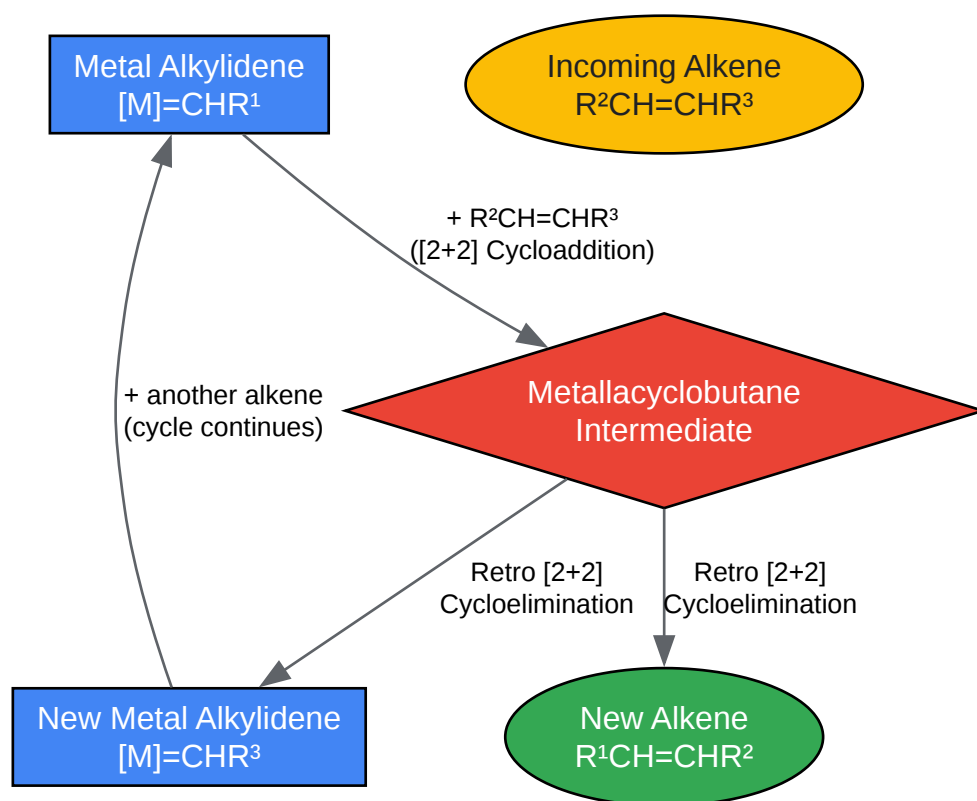 Metal Alkylidene
[M]=CHR¹
Incoming Alkene
R²CH=CHR³
+ R²CH=CHR³
([2+2] Cycloaddition)
+ another alkene
(cycle continues)
Metallacyclobutane
Intermediate
Retro [2+2]
Cycloelimination
Retro [2+2]
Cycloelimination
New Metal Alkylidene
[M]=CHR³
New Alkene
R¹CH=CHR²